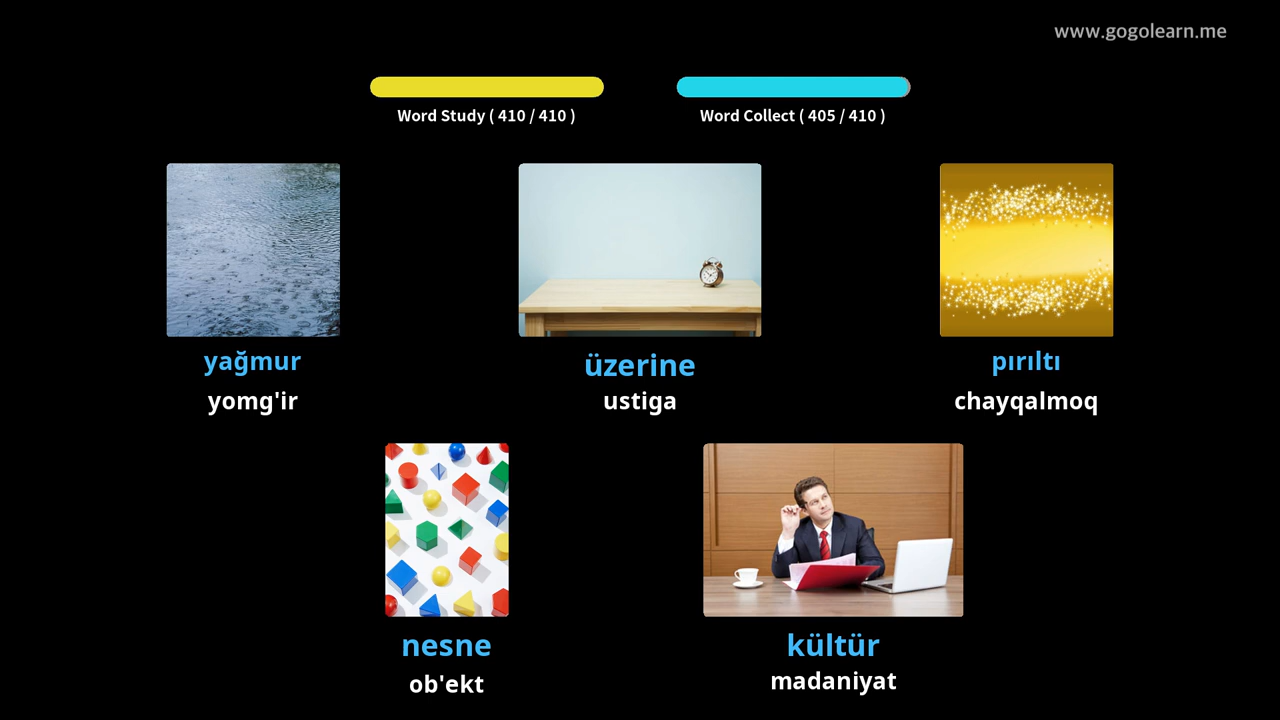 www.gogolearn.me
Word Study ( 410 / 410 )
Word Collect ( 405 / 410 )
yağmur
yomg'ir
üzerine
ustiga
pırıltı
chayqalmoq
nesne
ob'ekt
kültür
madaniyat